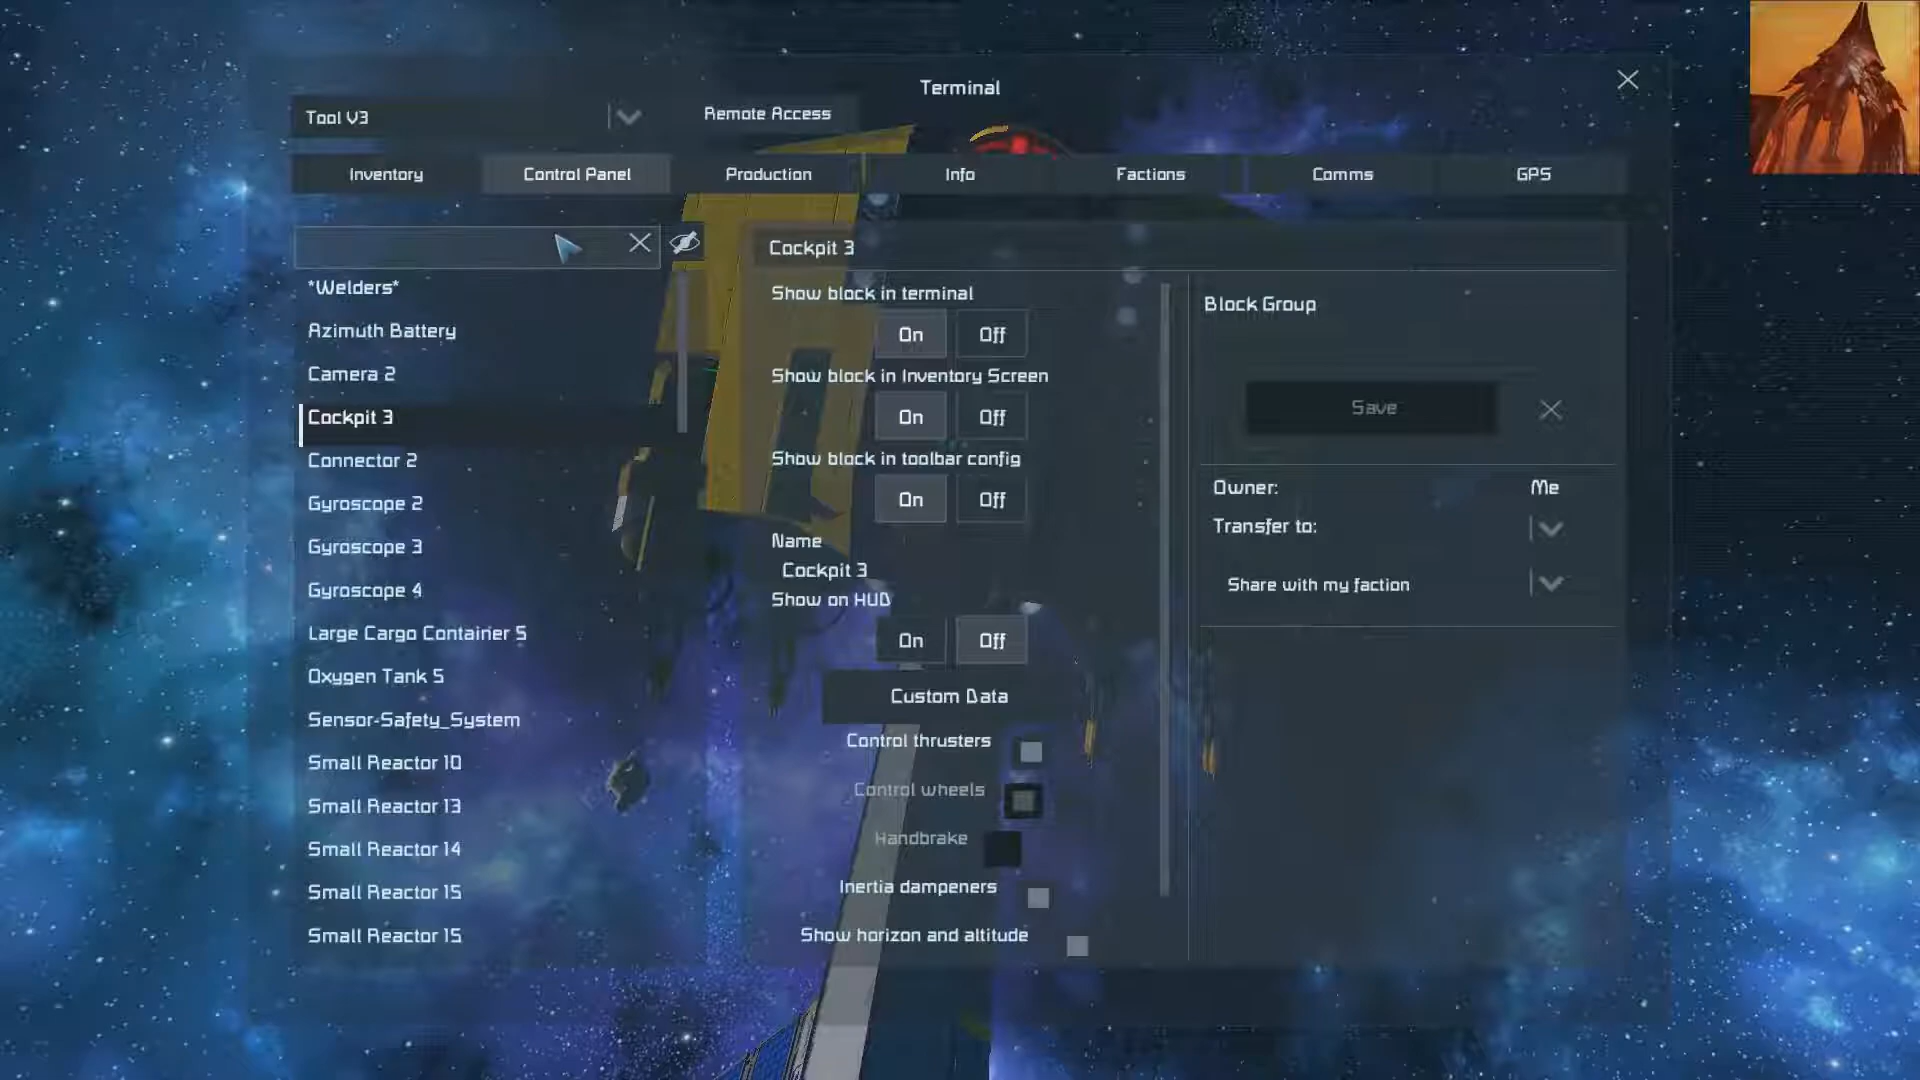 Terminal
Tool V3
Remote Access
Inventory
Control Panel
Production
Info
Factions
Comms
GPS
*Welders*
Azimuth Battery
Camera 2
Cockpit 3
Connector 2
Gyroscope 2
Gyroscope 3
Gyroscope 4
Large Cargo Container 5
Oxygen Tank 5
Sensor-Safety_System
Small Reactor 10
Small Reactor 13
Small Reactor 14
Small Reactor 15
Small Reactor 15
Cockpit 3
Show block in terminal
On Off
Show block in Inventory Screen
On Off
Show block in toolbar config
On Off
Name
Cockpit 3
Show on HUD
On Off
Custom Data
Control thrusters
Control wheels
Handbrake
Inertia dampeners
Show horizon and altitude
Block Group
Save
Owner: Me
Transfer to:
Share with my faction